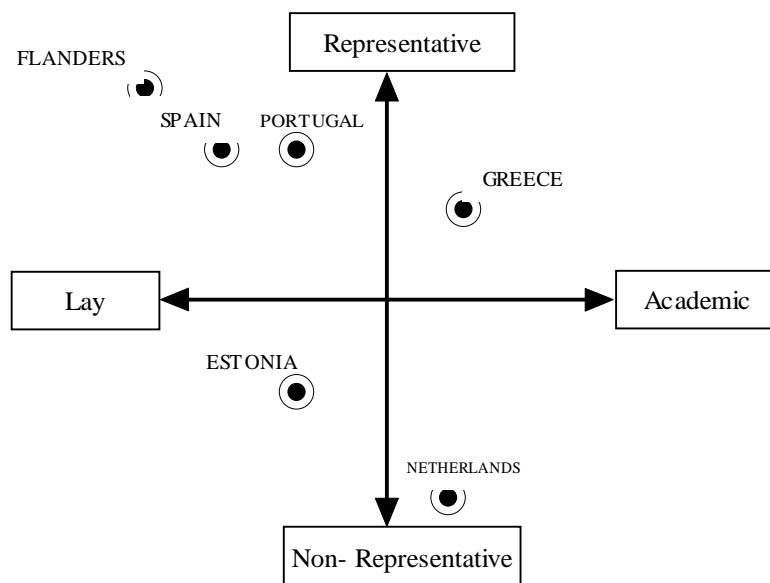 Representative
FLANDERS
SPAIN
PORTUGAL
GREECE
Lay
Academic
ESTONIA
NETHERLANDS
Non- Representative